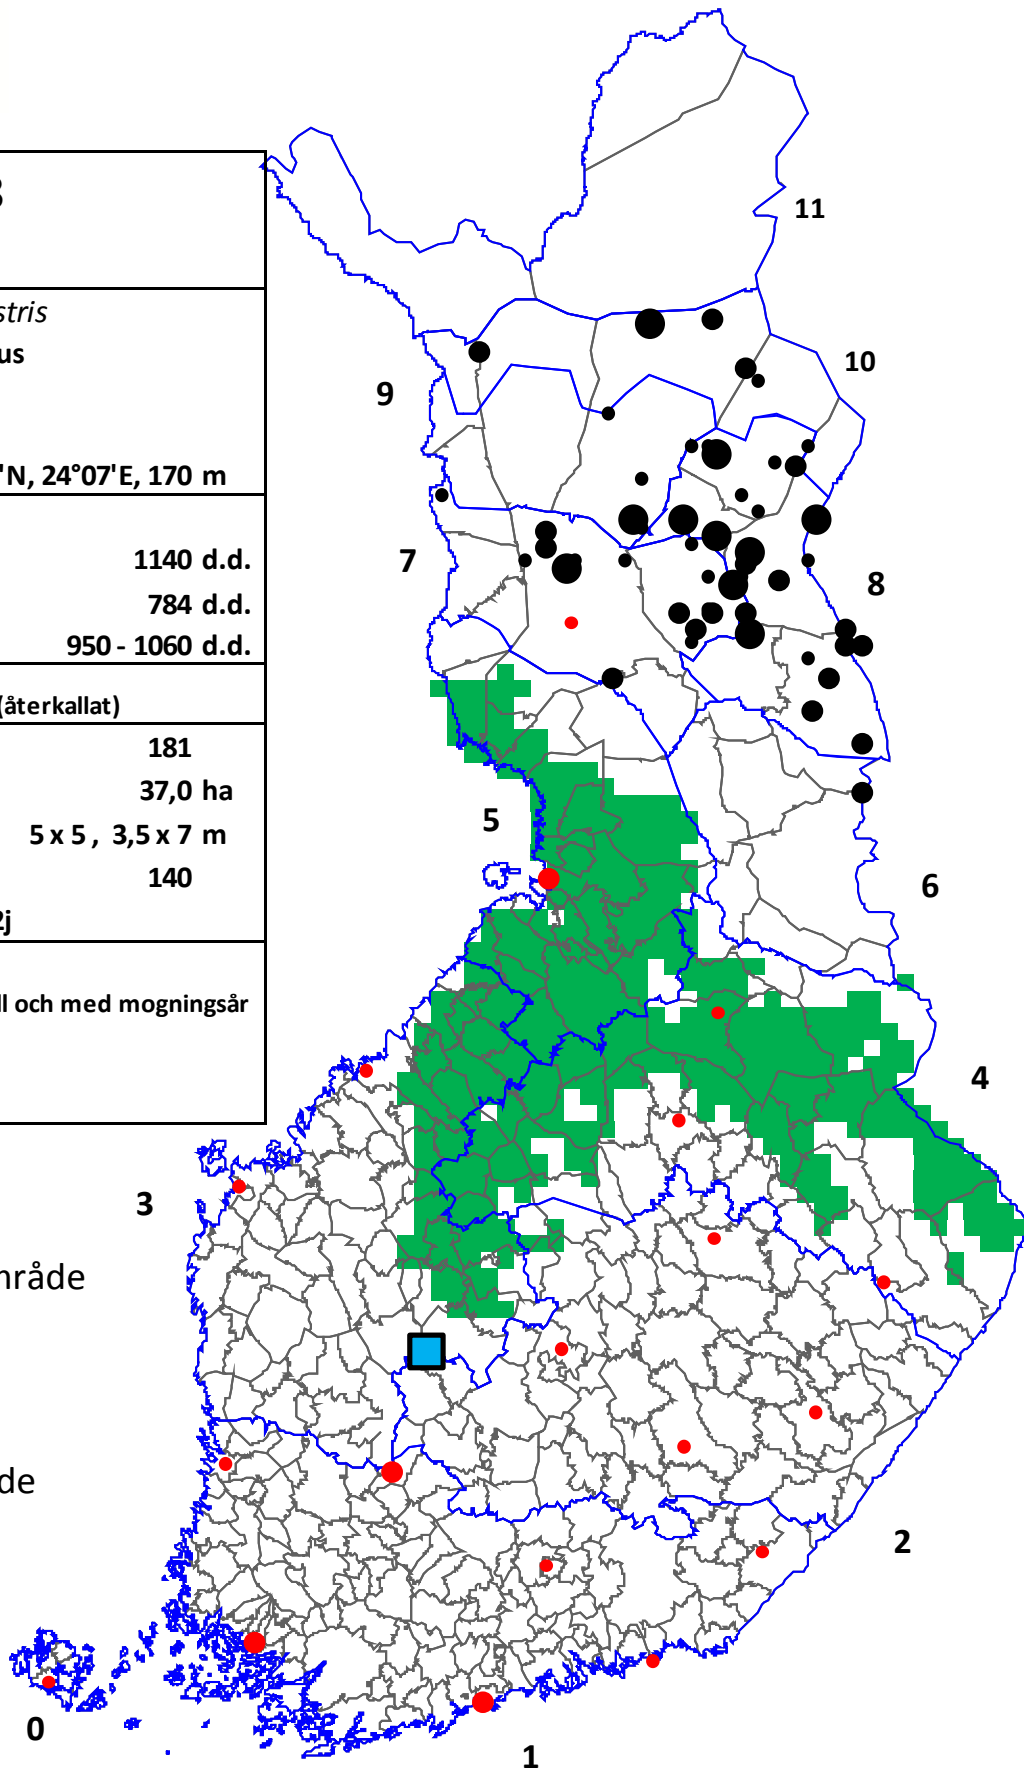 3
stris
us
'N, 24°07'E, 170 m
1140 d.d.
784 d.d.
950 - 1060 d.d.
(återkallat)
181
37,0 ha
5 x 5 , 3,5 x 7 m
140
2j
ll och med mogningsår
nråde
de
11
10
9
8
7
6
5
4
3
2
1
0